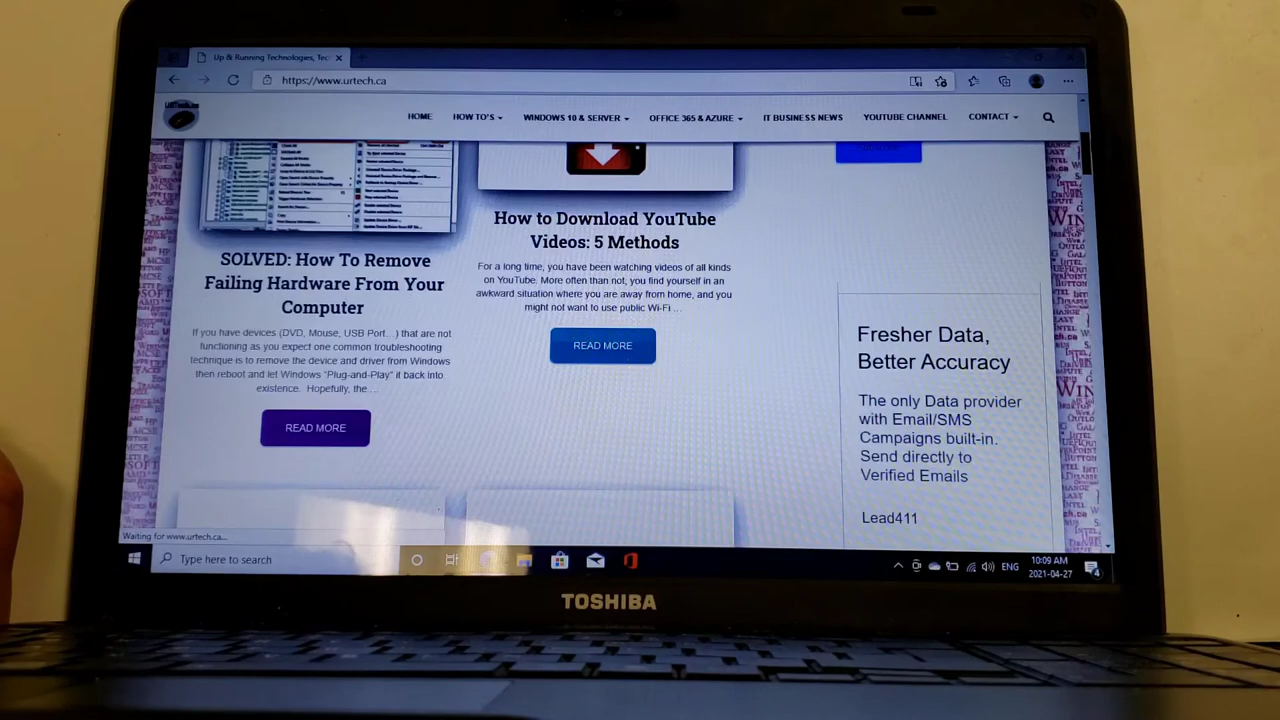 Up & Running Technologies, Tec
https://www.urtech.ca
URTech.ca
HOME
HOW TO'S
WINDOWS 10 & SERVER
OFFICE 365 & AZURE
IT BUSINESS NEWS
YOUTUBE CHANNEL
CONTACT
SOLVED: How To Remove
Failing Hardware From Your
Computer
If you have devices (DVD, Mouse, USB Port...) that are not
functioning as you expect one common troubleshooting
technique is to remove the device and driver from Windows
then reboot and let Windows "Plug-and-Play" it back into
existence. Hopefully, the ...
READ MORE
How to Download YouTube
Videos: 5 Methods
For a long time, you have been watching videos of all kinds
on YouTube. More often than not, you find yourself in an
awkward situation where you are away from home, and you
might not want to use public Wi-Fi ...
READ MORE
Fresher Data,
Better Accuracy
The only Data provider
with Email/SMS
Campaigns built-in.
Send directly to
Verified Emails
Lead411
Waiting for www.urtech.ca...
Type here to search
ENG
10:09 AM
2021-04-27
4
TOSHIBA